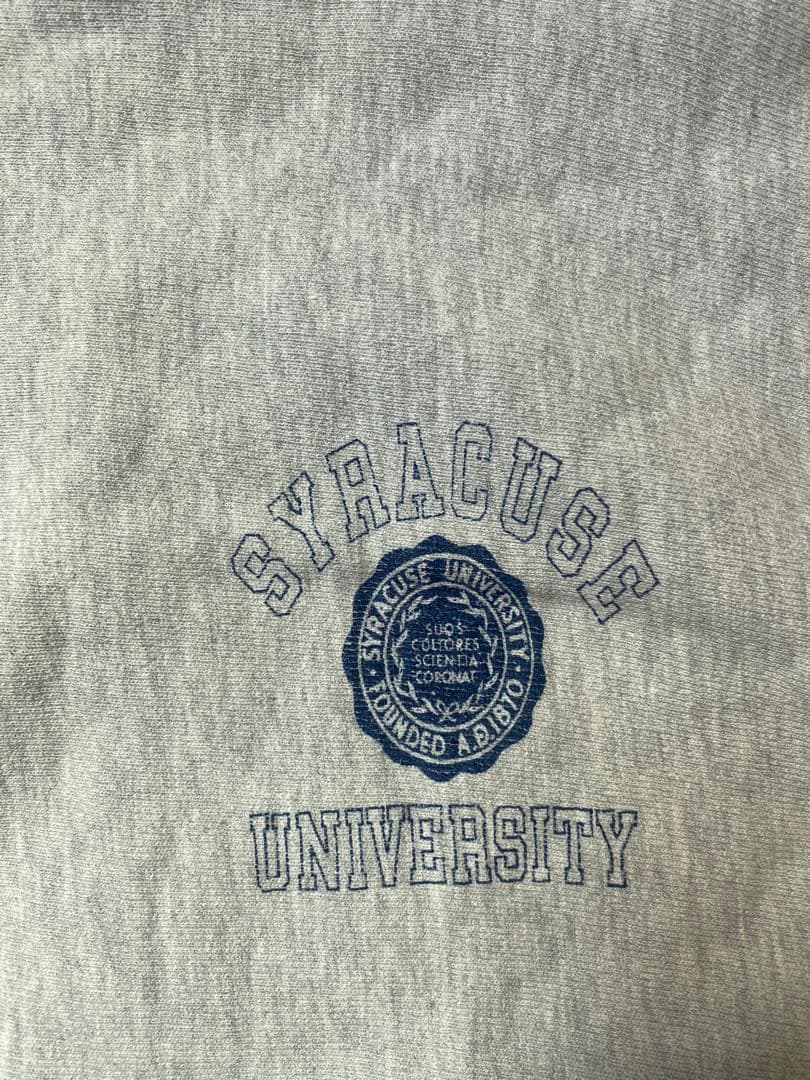 SYRACUSE
SYRACUSE UNIVERSITY
SUOS
CULTORES
SCIENTIA
CORONAT
• FOUNDED A.D. 1870 •
UNIVERSITY